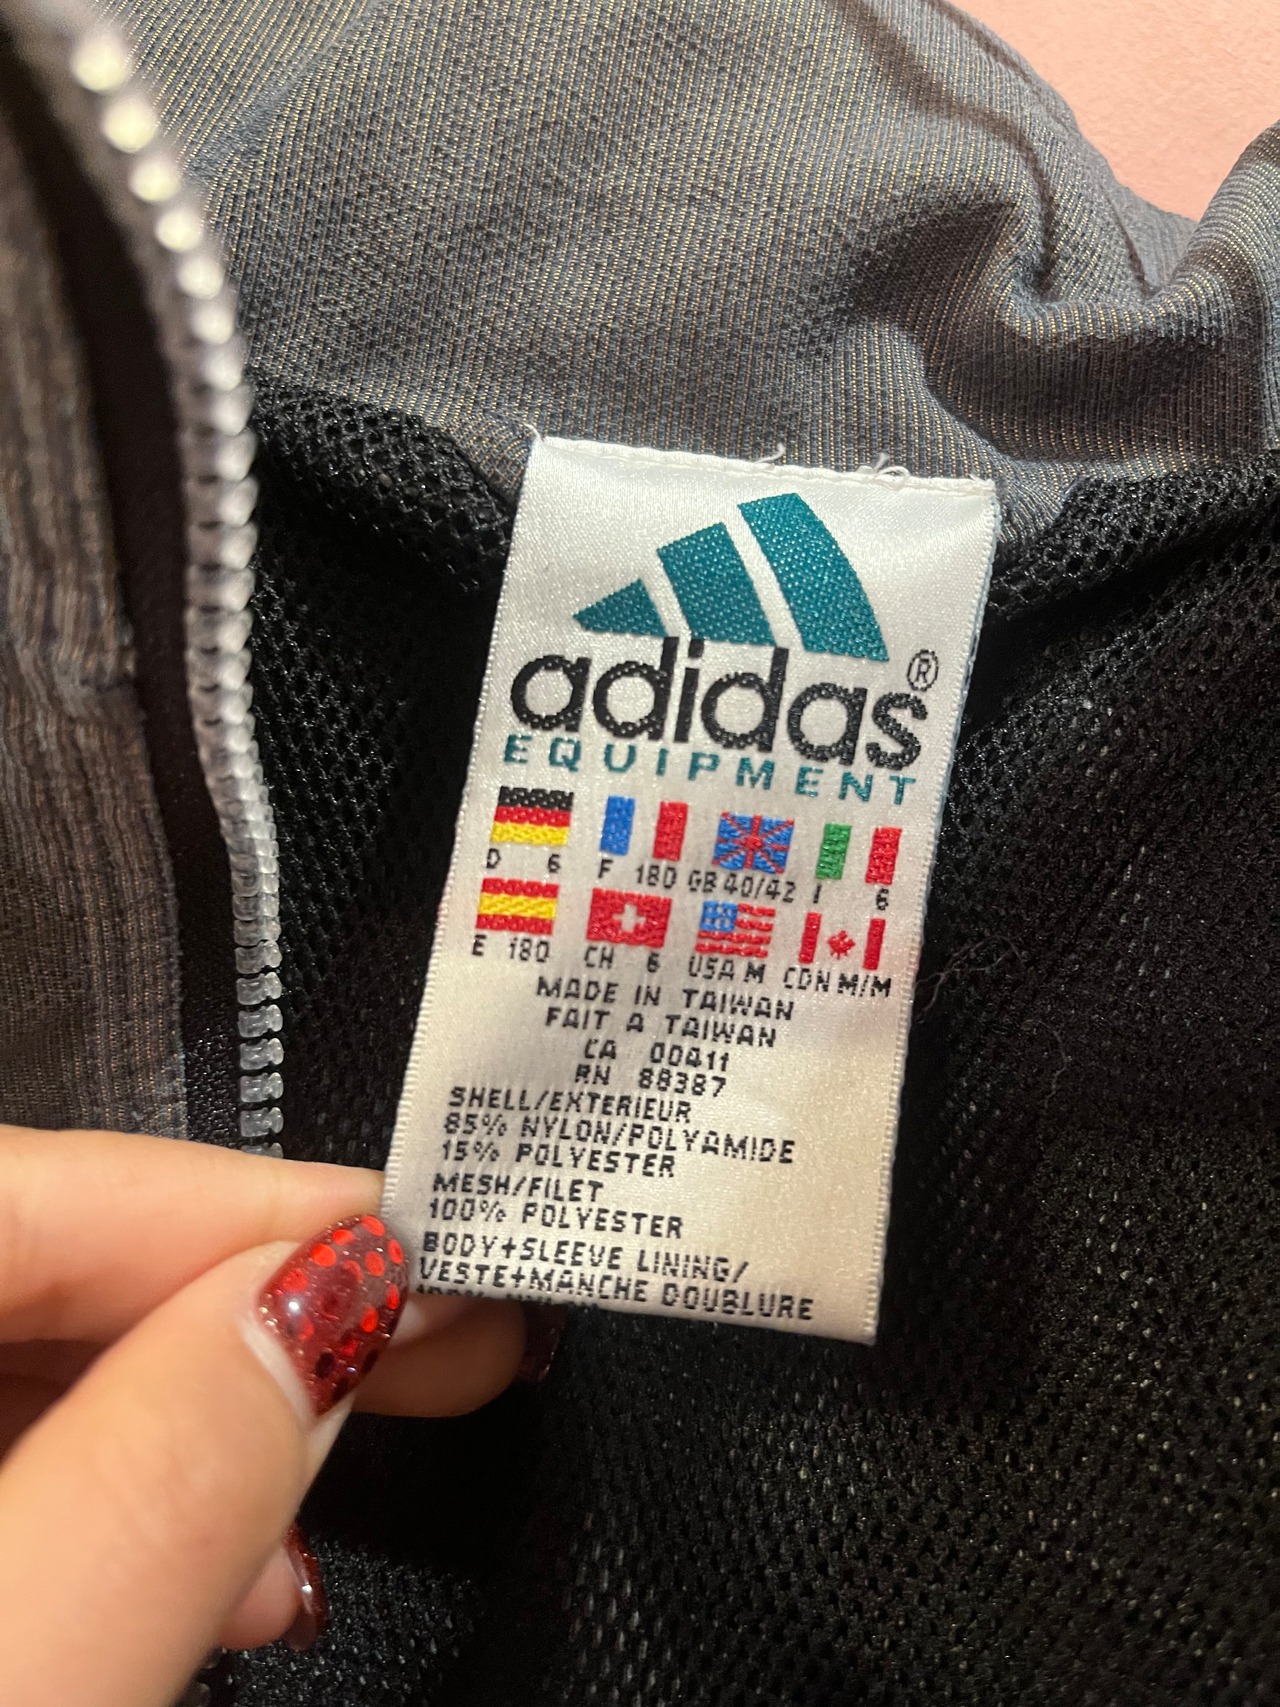 adidas®
EQUIPMENT
D 6 F 180 GB 40/42 I 6
E 180 CH 6 USA M CDN M/M
MADE IN TAIWAN
FAIT A TAIWAN
CA 00411
RN 88387
SHELL/EXTERIEUR
85% NYLON/POLYAMIDE
15% POLYESTER
MESH/FILET
100% POLYESTER
BODY+SLEEVE LINING/
VESTE+MANCHE DOUBLURE